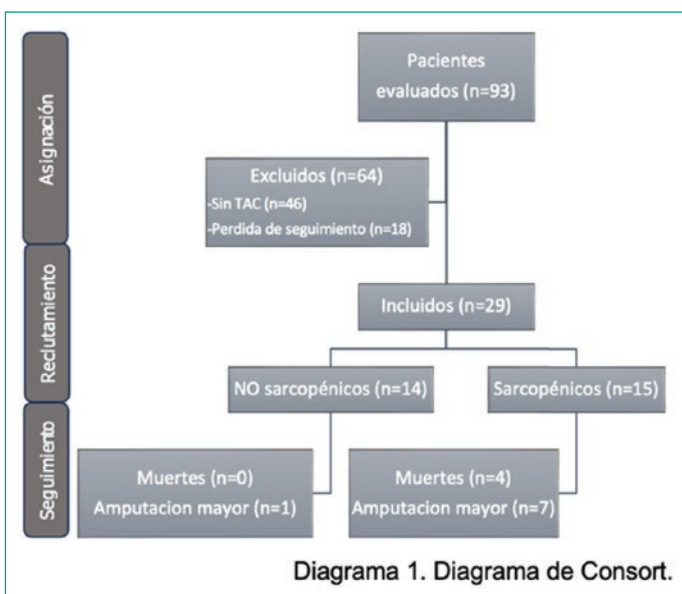 Asignación
Pacientes
evaluados (n=93)
Excluidos (n=64)
-Sin TAC (n=46)
-Perdida de seguimiento (n=18)
Reclutamiento
Incluidos (n=29)
NO sarcopénicos (n=14)
Sarcopénicos (n=15)
Seguimiento
Muertes (n=0)
Amputacion mayor (n=1)
Muertes (n=4)
Amputacion mayor (n=7)
Diagrama 1. Diagrama de Consort.